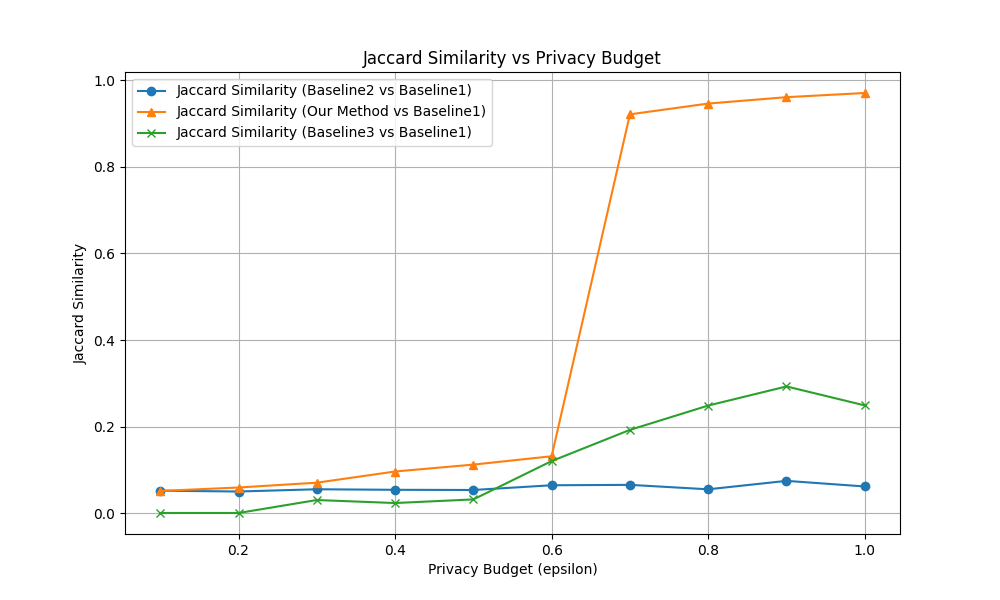 Jaccard Similarity vs Privacy Budget
Jaccard Similarity (Baseline2 vs Baseline1)
Jaccard Similarity (Our Method vs Baseline1)
Jaccard Similarity (Baseline3 vs Baseline1)
1.0
0.8
0.6
0.4
0.2
0.0
Jaccard Similarity
0.2 0.4 0.6 0.8 1.0
Privacy Budget (epsilon)